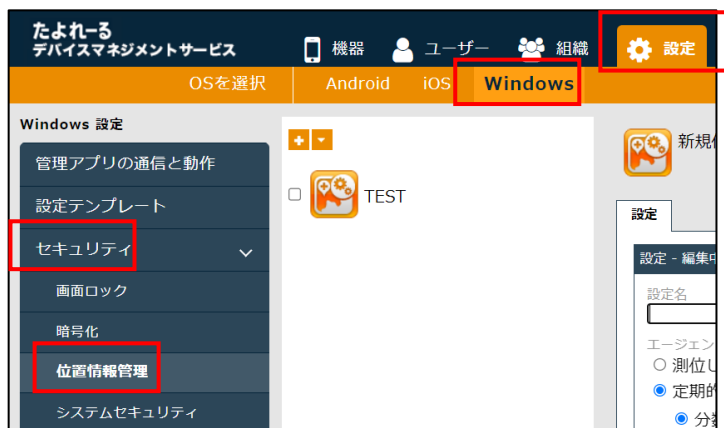 たよれーる
デバイスマネジメントサービス
機器 ユーザー 組織 設定
OSを選択 Android iOS Windows
Windows 設定
管理アプリの通信と動作
設定テンプレート
セキュリティ
画面ロック
暗号化
位置情報管理
システムセキュリティ
TEST
新規
設定
設定 - 編集中
設定名
エージェン
測位し
定期的
分